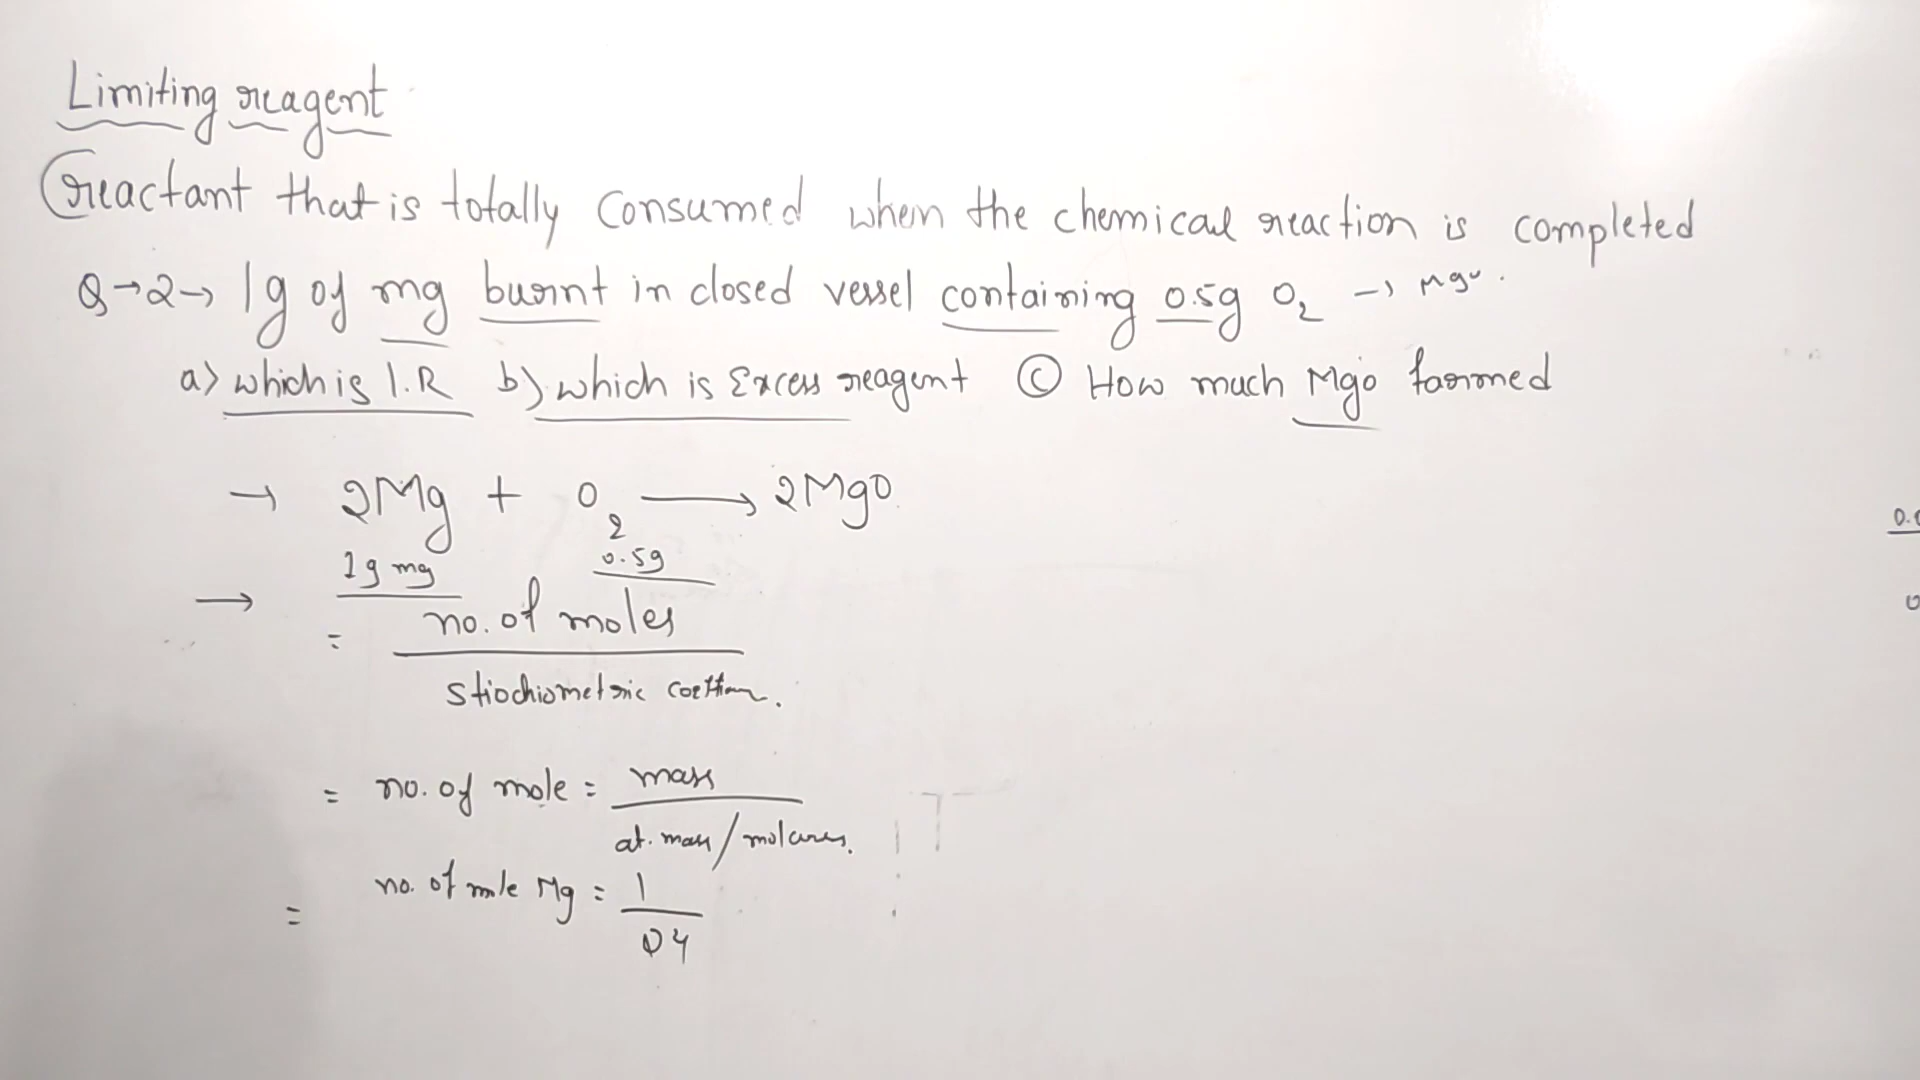 Limiting reagent
reactant that is totally consumed when the chemical reaction is completed
Q→2→ 1g of mg burnt in closed vessel containing 0.5g O₂ → Mgo.
a) which is l.R b) which is Excess reagent © How much Mgo formed
→ 2Mg + O₂ ⟶ 2MgO
1g mg 0.5g
→ = no. of moles
stiochiometric
= no. of mole = mass
at. mass/
no. of mole Mg = 1
= 24